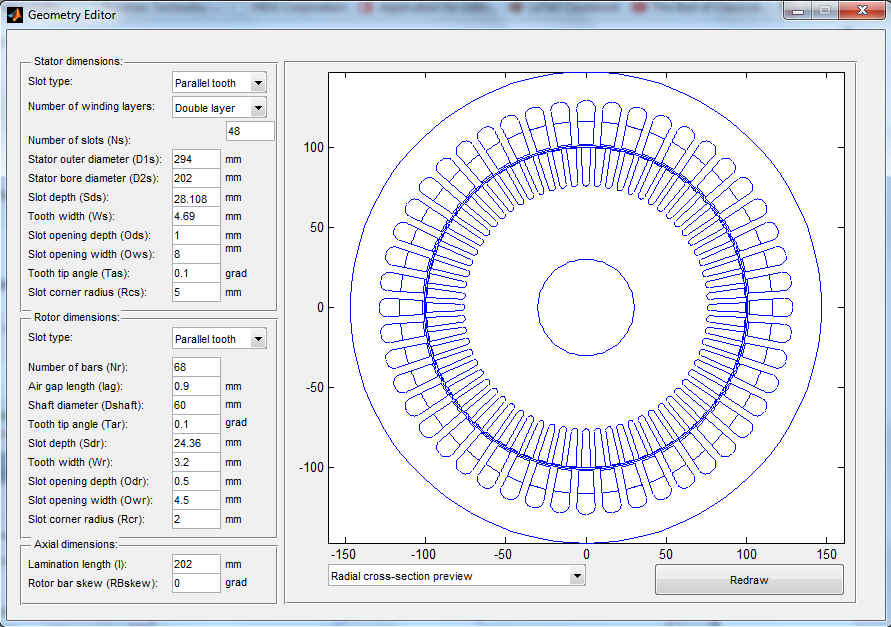 Geometry Editor
Stator dimensions:
Slot type: Parallel tooth
Number of winding layers: Double layer
Number of slots (Ns): 48
Stator outer diameter (D1s): 294 mm
Stator bore diameter (D2s): 202 mm
Slot depth (Sds): 28.108 mm
Tooth width (Ws): 4.69 mm
Slot opening depth (Ods): 1 mm
Slot opening width (Ows): 8 mm
Tooth tip angle (Tas): 0.1 grad
Slot corner radius (Rcs): 5 mm
Rotor dimensions:
Slot type: Parallel tooth
Number of bars (Nr): 68
Air gap length (lag): 0.9 mm
Shaft diameter (Dshaft): 60 mm
Tooth tip angle (Tar): 0.1 grad
Slot depth (Sdr): 24.36 mm
Tooth width (Wr): 3.2 mm
Slot opening depth (Odr): 0.5 mm
Slot opening width (Owr): 4.5 mm
Slot corner radius (Rcr): 2 mm
Axial dimensions:
Lamination length (l): 202 mm
Rotor bar skew (RBskew): 0 grad
100
50
0
-50
-100
-150 -100 -50 0 50 100 150
Radial cross-section preview
Redraw